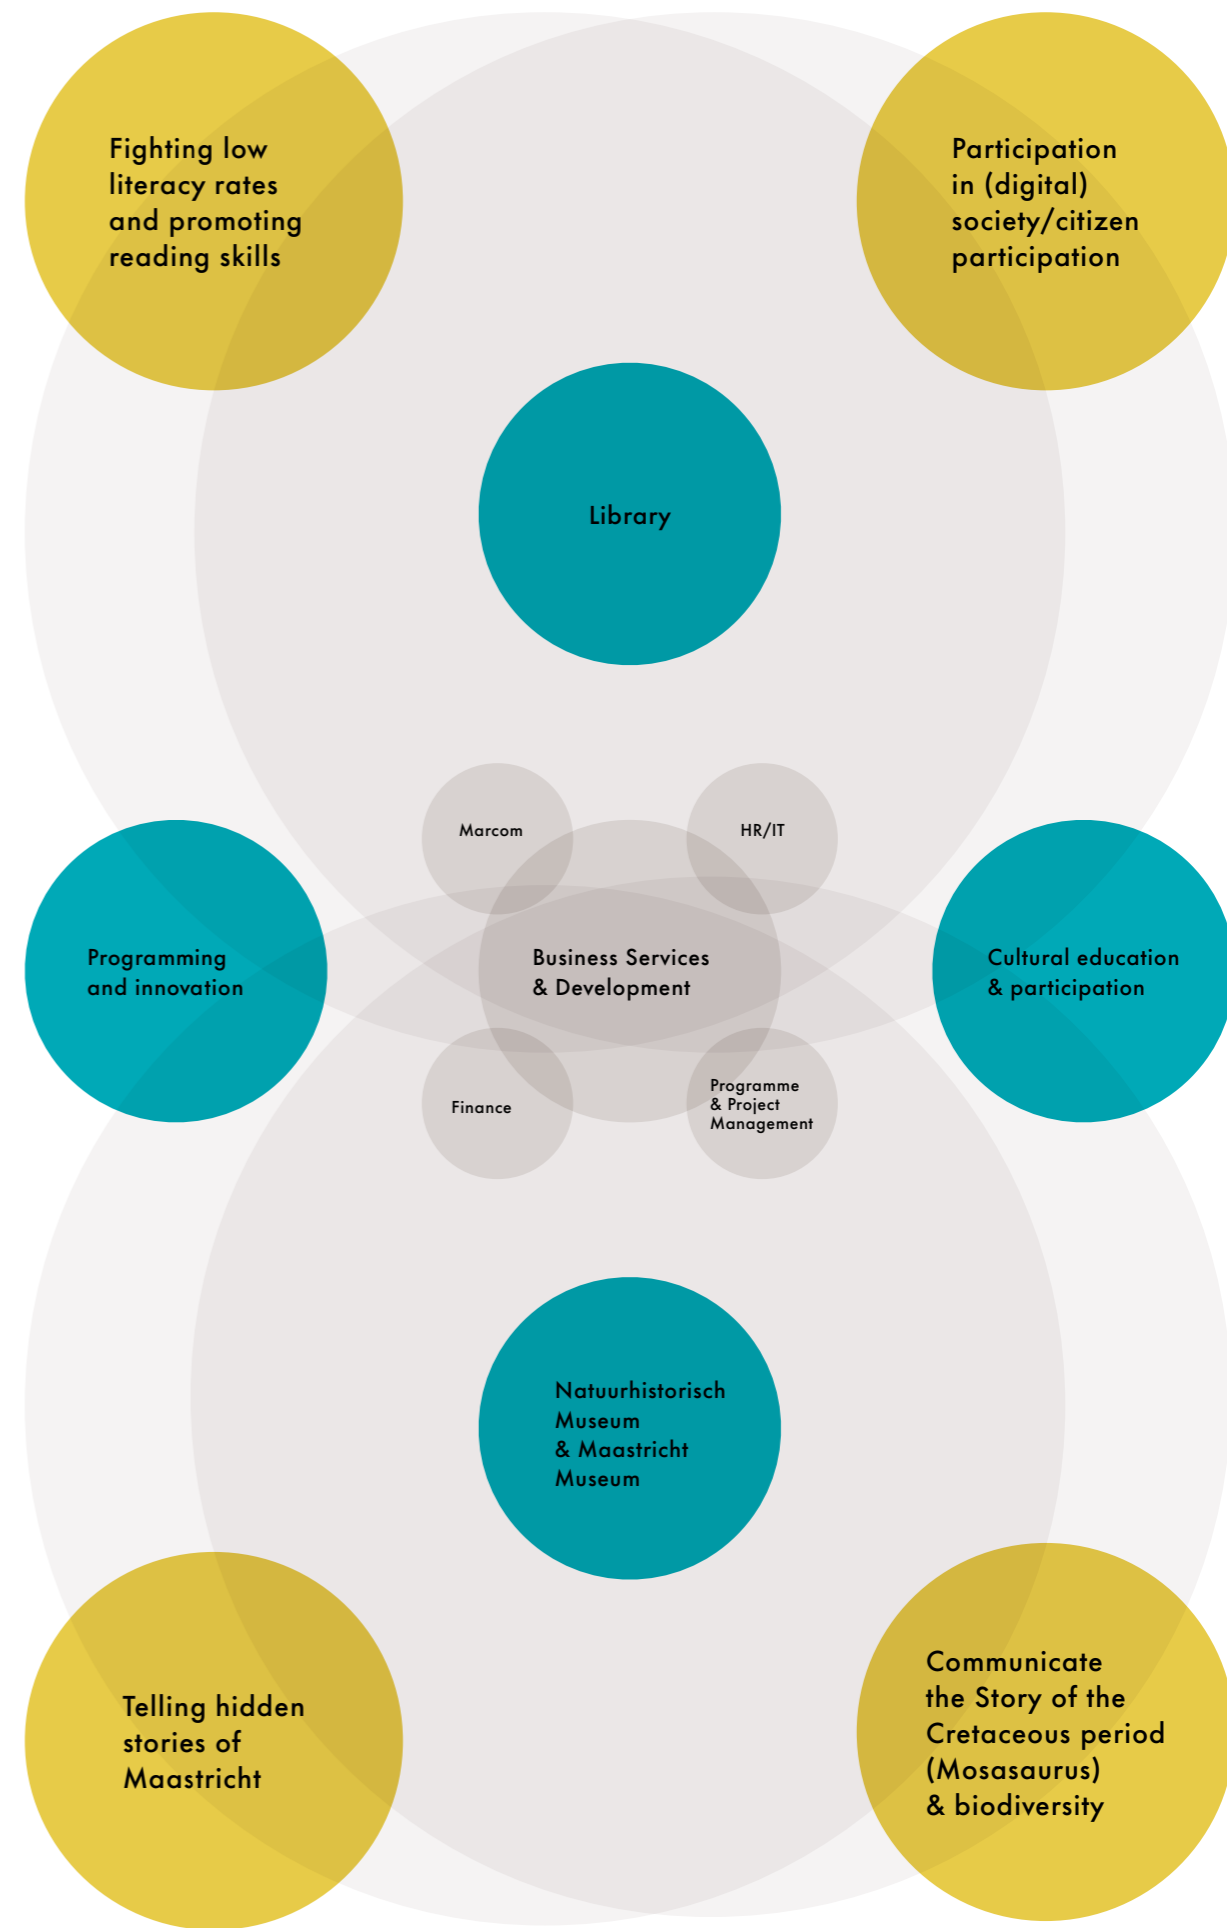 Fighting low
literacy rates
and promoting
reading skills
Participation
in (digital)
society/citizen
participation
Library
Marcom
HR/IT
Programming
and innovation
Business Services
& Development
Cultural education
& participation
Finance
Programme
& Project
Management
Natuurhistorisch
Museum
& Maastricht
Museum
Telling hidden
stories of
Maastricht
Communicate
the Story of the
Cretaceous period
(Mosasaurus)
& biodiversity